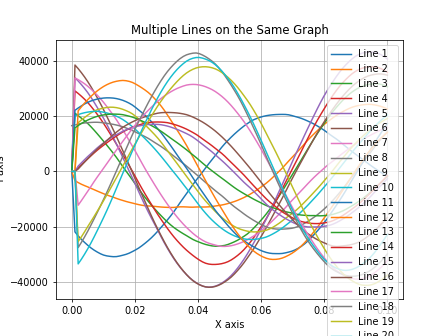 Multiple Lines on the Same Graph
40000
20000
0
−20000
−40000
0.00
0.02
0.04
0.06
X axis
Line 1
Line 2
Line 3
Line 4
Line 5
Line 6
Line 7
Line 8
Line 9
Line 10
Line 11
Line 12
Line 13
Line 14
Line 15
Line 16
Line 17
Line 18
Line 19
Line 20